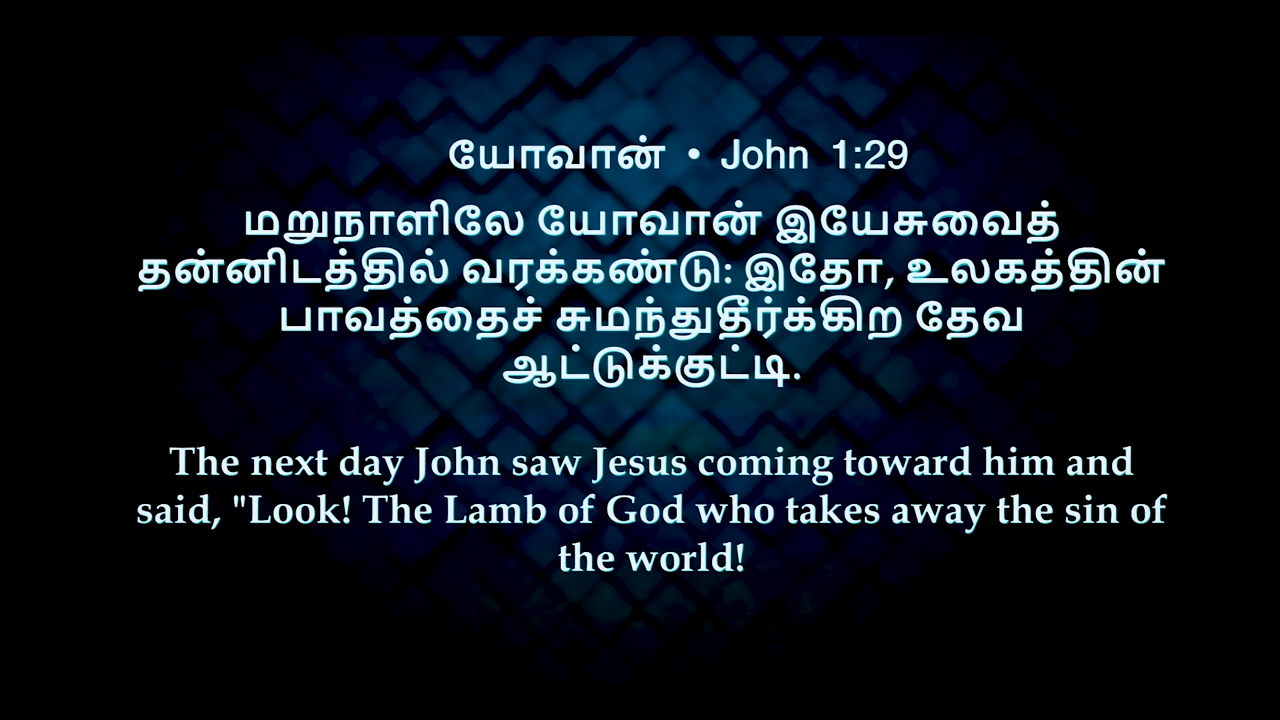 யோவான் • John 1:29
மறுநாளிலே யோவான் இயேசுவைத்
தன்னிடத்தில் வரக்கண்டு: இதோ, உலகத்தின்
பாவத்தைச் சுமந்துதீர்க்கிற தேவ
ஆட்டுக்குட்டி.
The next day John saw Jesus coming toward him and
said, "Look! The Lamb of God who takes away the sin of
the world!